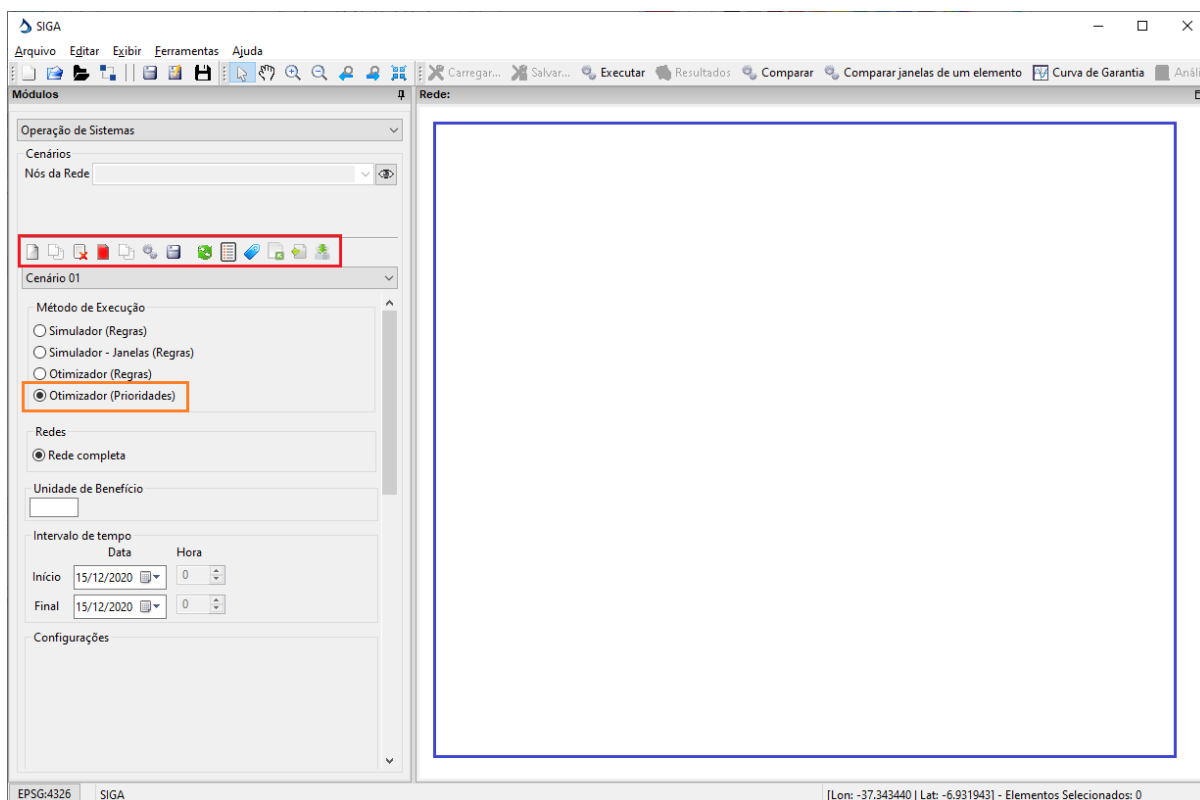 SIGA
Arquivo Editar Exibir Ferramentas Ajuda
Carregar... Salvar... Executar Resultados Comparar Comparar janelas de um elemento Curva de Garantia Análi
Módulos
Rede:
Operação de Sistemas
Cenários
Nós da Rede
Cenário 01
Método de Execução
Simulador (Regras)
Simulador - Janelas (Regras)
Otimizador (Regras)
Otimizador (Prioridades)
Redes
Rede completa
Unidade de Benefício
Intervalo de tempo
Data Hora
Início 15/12/2020 0
Final 15/12/2020 0
Configurações
EPSG:4326 SIGA [Lon: -37.343440 | Lat: -6.931943] - Elementos Selecionados: 0